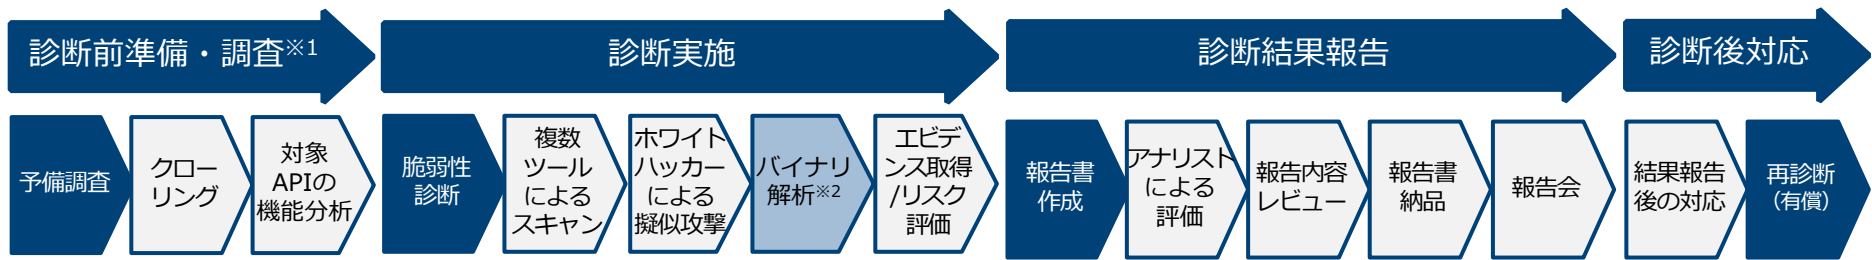 診断前準備・調査※1
診断実施
診断結果報告
診断後対応
予備調査
クロー
リング
対象
APIの
機能分析
脆弱性
診断
複数
ツール
による
スキャン
ホワイト
ハッカー
による
擬似攻撃
バイナリ
解析※2
エビデ
ンス取得
/リスク
評価
報告書
作成
アナリスト
による
評価
報告内容
レビュー
報告書
納品
報告会
結果報告
後の対応
再診断
（有償）